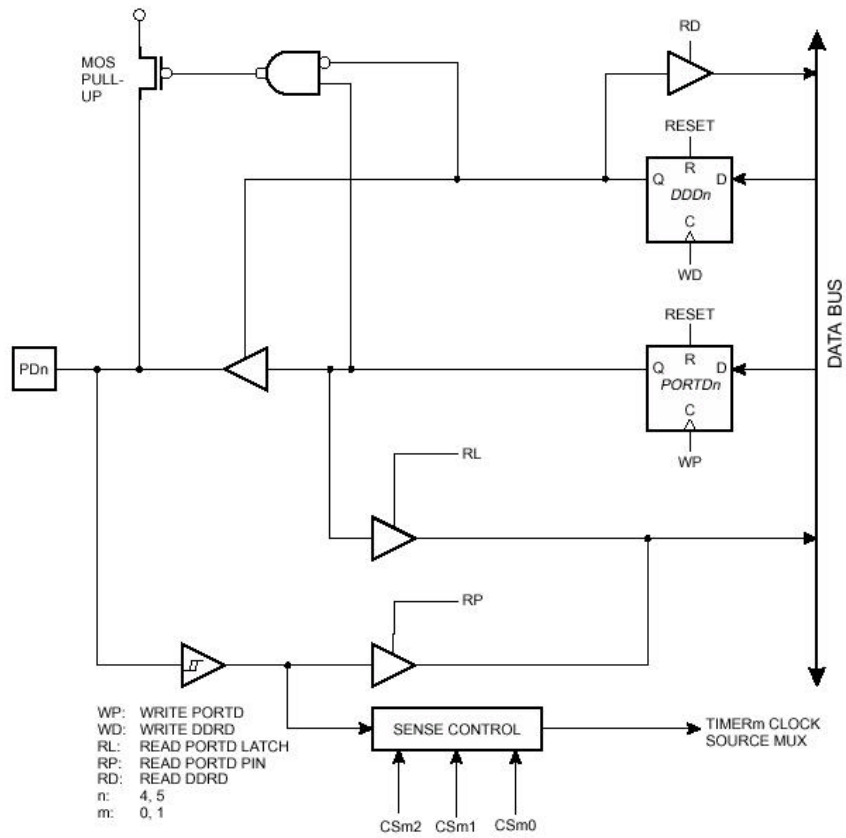 RD
MOS
PULL-
UP
RESET
R
Q
D
DDDn
C
WD
DATA BUS
RESET
PDn
R
Q
D
PORTDn
C
WP
RL
RP
WP: WRITE PORTD
WD: WRITE DDRD
RL: READ PORTD LATCH
RP: READ PORTD PIN
RD: READ DDRD
n: 4, 5
m: 0, 1
SENSE CONTROL
TIMERm CLOCK
SOURCE MUX
CSm2 CSm1 CSm0